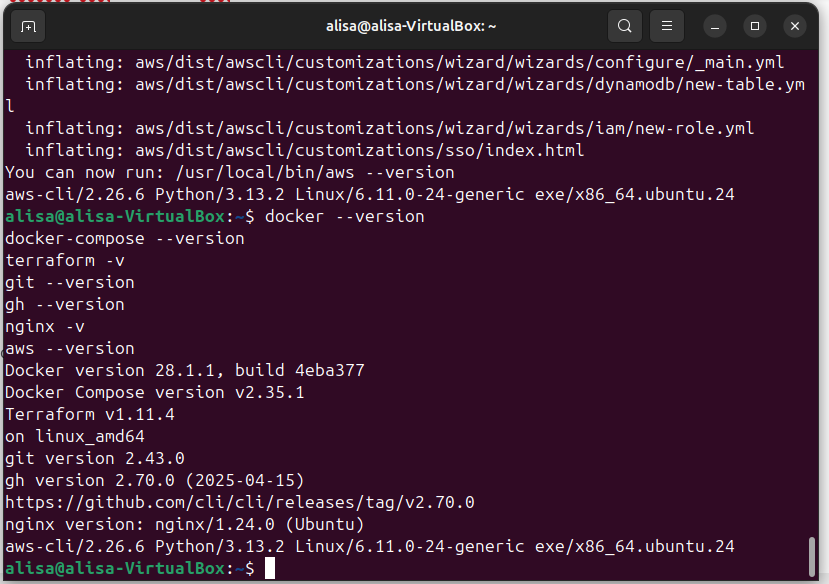 alisa@alisa-VirtualBox: ~
inflating: aws/dist/awscli/customizations/wizard/wizards/configure/_main.yml
inflating: aws/dist/awscli/customizations/wizard/wizards/dynamodb/new-table.ym
l
inflating: aws/dist/awscli/customizations/wizard/wizards/iam/new-role.yml
inflating: aws/dist/awscli/customizations/sso/index.html
You can now run: /usr/local/bin/aws --version
aws-cli/2.26.6 Python/3.13.2 Linux/6.11.0-24-generic exe/x86_64.ubuntu.24
alisa@alisa-VirtualBox:~$ docker --version
docker-compose --version
terraform -v
git --version
gh --version
nginx -v
aws --version
Docker version 28.1.1, build 4eba377
Docker Compose version v2.35.1
Terraform v1.11.4
on linux_amd64
git version 2.43.0
gh version 2.70.0 (2025-04-15)
https://github.com/cli/cli/releases/tag/v2.70.0
nginx version: nginx/1.24.0 (Ubuntu)
aws-cli/2.26.6 Python/3.13.2 Linux/6.11.0-24-generic exe/x86_64.ubuntu.24
alisa@alisa-VirtualBox:~$